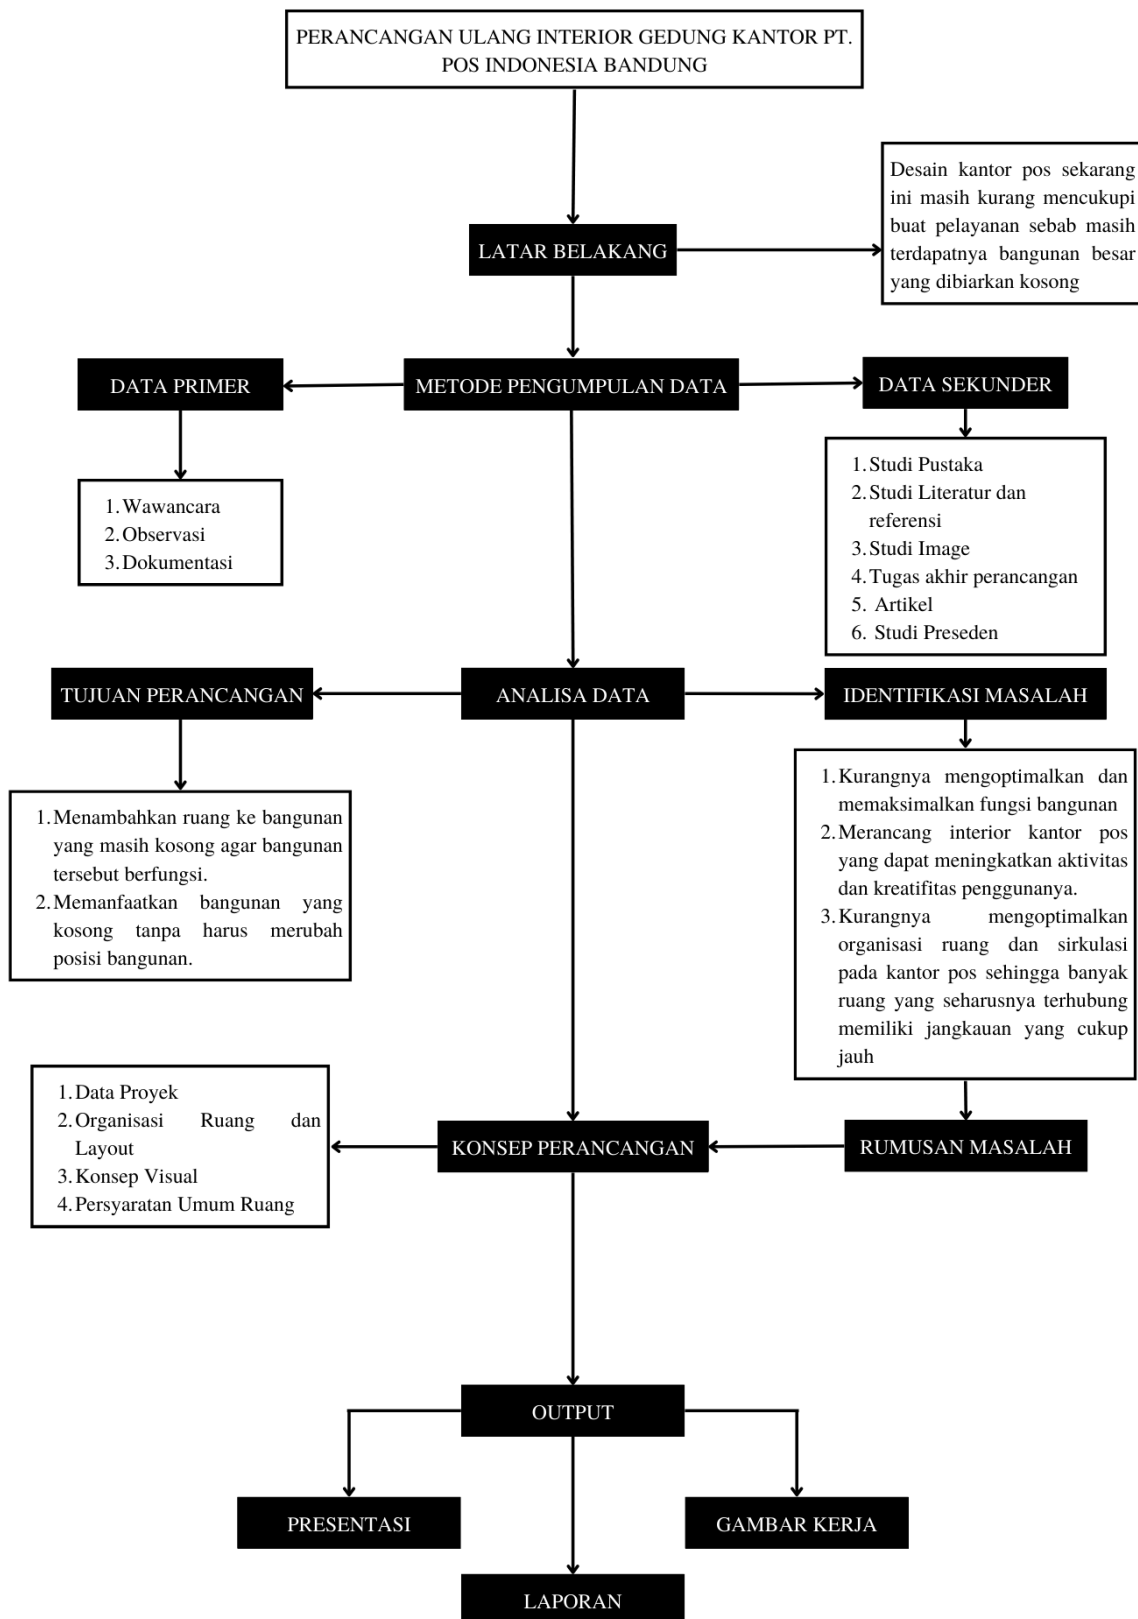 PERANCANGAN ULANG INTERIOR GEDUNG KANTOR PT.
POS INDONESIA BANDUNG
Desain kantor pos sekarang
ini masih kurang mencukupi
buat pelayanan sebab masih
terdapatnya bangunan besar
yang dibiarkan kosong
LATAR BELAKANG
DATA PRIMER
METODE PENGUMPULAN DATA
DATA SEKUNDER
1. Wawancara
2. Observasi
3. Dokumentasi
1. Studi Pustaka
2. Studi Literatur dan
referensi
3. Studi Image
4. Tugas akhir perancangan
5. Artikel
6. Studi Preseden
TUJUAN PERANCANGAN
ANALISA DATA
IDENTIFIKASI MASALAH
1. Menambahkan ruang ke bangunan
yang masih kosong agar bangunan
tersebut berfungsi.
2. Memanfaatkan bangunan yang
kosong tanpa harus merubah
posisi bangunan.
1. Kurangnya mengoptimalkan dan
memaksimalkan fungsi bangunan
2. Merancang interior kantor pos
yang dapat meningkatkan aktivitas
dan kreatifitas penggunanya.
3. Kurangnya mengoptimalkan
organisasi ruang dan sirkulasi
pada kantor pos sehingga banyak
ruang yang seharusnya terhubung
memiliki jangkauan yang cukup
jauh
1. Data Proyek
2. Organisasi Ruang dan
Layout
3. Konsep Visual
4. Persyaratan Umum Ruang
KONSEP PERANCANGAN
RUMUSAN MASALAH
OUTPUT
PRESENTASI
GAMBAR KERJA
LAPORAN